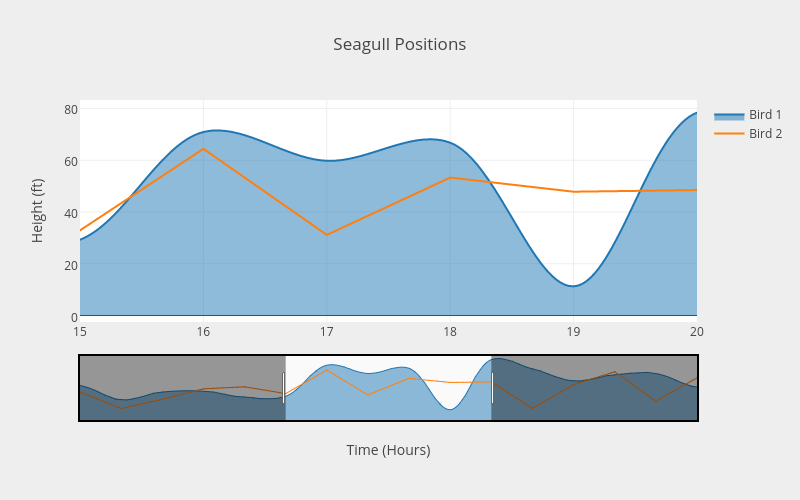 Seagull Positions
Height (ft)
80
60
40
20
0
15 16 17 18 19 20
Bird 1
Bird 2
Time (Hours)